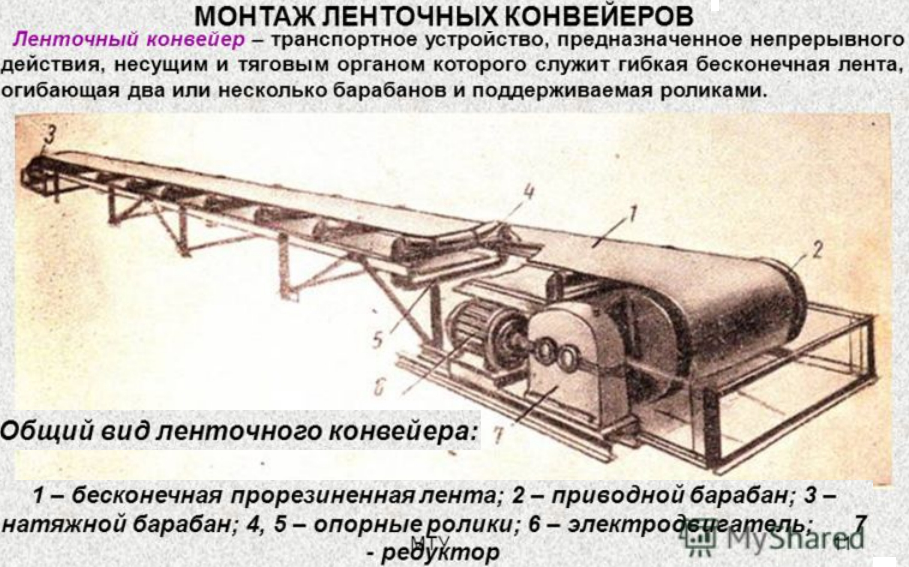 МОНТАЖ ЛЕНТОЧНЫХ КОНВЕЙЕРОВ
Ленточный конвейер – транспортное устройство, предназначенное непрерывного
действия, несущим и тяговым органом которого служит гибкая бесконечная лента,
огибающая два или несколько барабанов и поддерживаемая роликами.
3
4
1
2
5
6
7
Общий вид ленточного конвейера:
1 – бесконечная прорезиненная лента; 2 – приводной барабан; 3 –
натяжной барабан; 4, 5 – опорные ролики; 6 – электродвигатель; 7
- редуктор
МТУ
MyShared
11